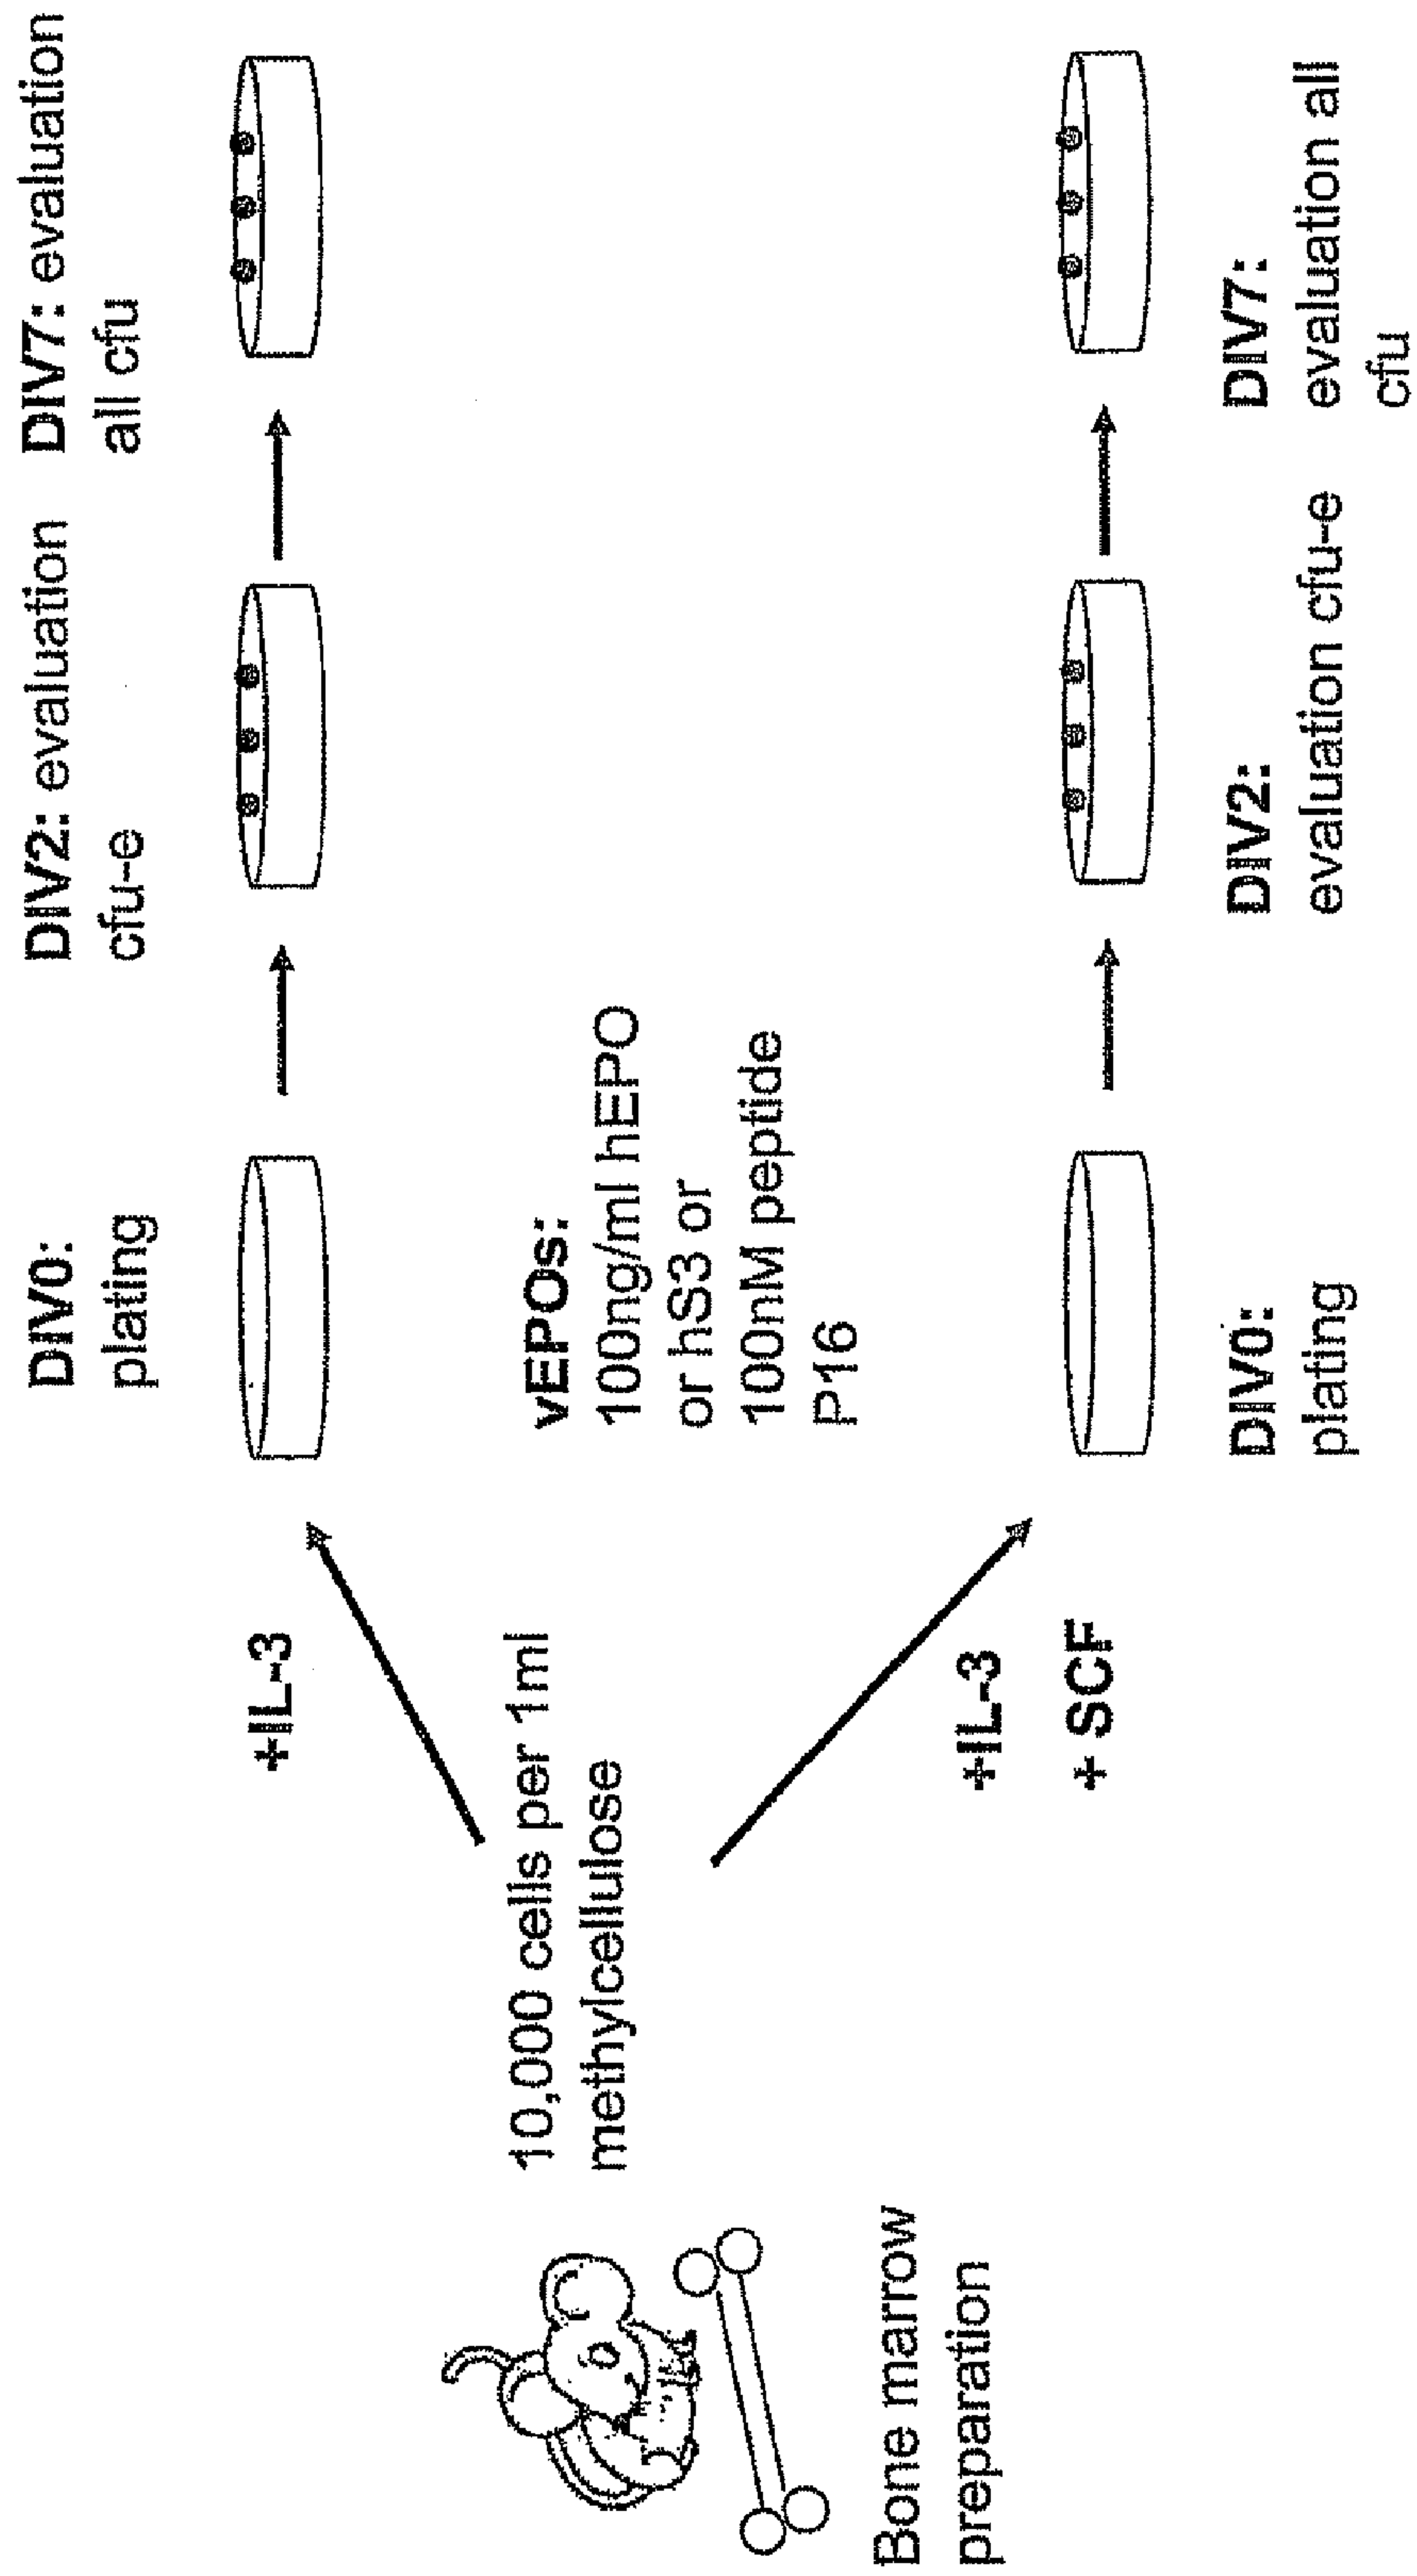 Bone marrow
preparation
10,000 cells per 1ml
methylcellulose
+IL-3
DIV0:
plating
DIV2: evaluation
cfu-e
DIV7: evaluation
all cfu
vEPOs:
100ng/ml hEPO
or hS3 or
100nM peptide
P16
+IL-3
+ SCF
DIV0:
plating
DIV2:
evaluation cfu-e
DIV7:
evaluation all
cfu